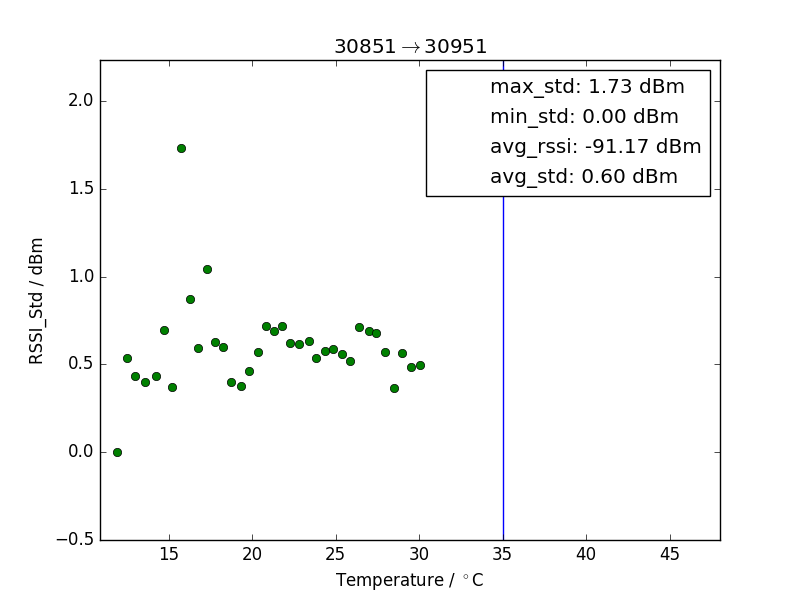 30851→30951
max_std: 1.73 dBm
min_std: 0.00 dBm
avg_rssi: -91.17 dBm
avg_std: 0.60 dBm
2.0
1.5
1.0
0.5
0.0
−0.5
RSSI_Std / dBm
15 20 25 30 35 40 45
Temperature / °C